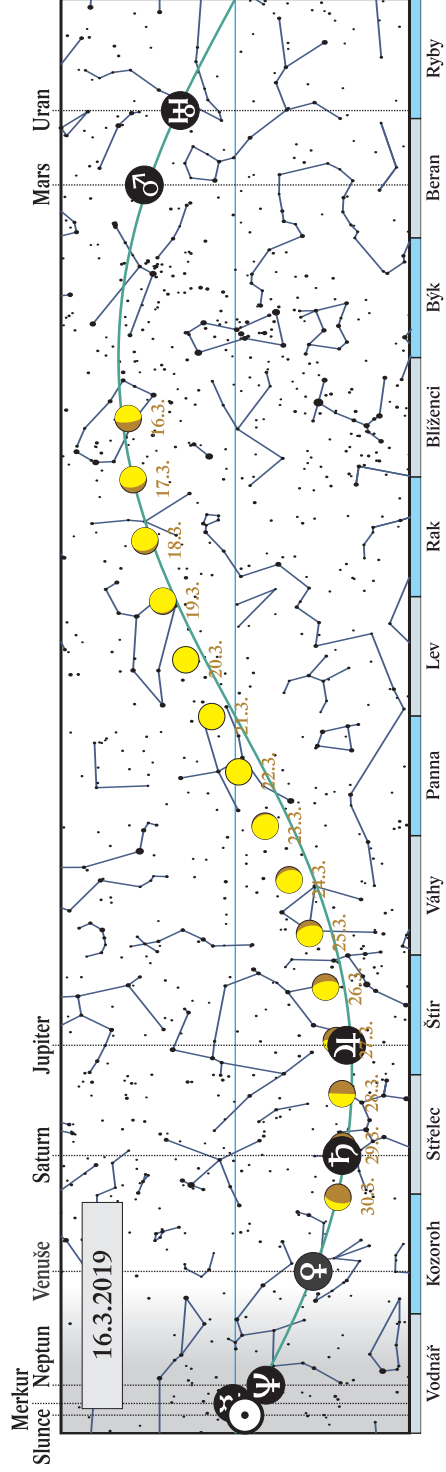 Merkur
Slunce Neptun Venuše Saturn Jupiter Mars Uran
16.3.2019
30.3. 29.3. 28.3. 27.3. 26.3. 25.3. 24.3. 23.3. 22.3. 21.3. 20.3. 19.3. 18.3. 17.3. 16.3.
Vodnář Kozoroh Střelec Štír Váhy Panna Lev Rak Blíženci Býk Beran Ryby